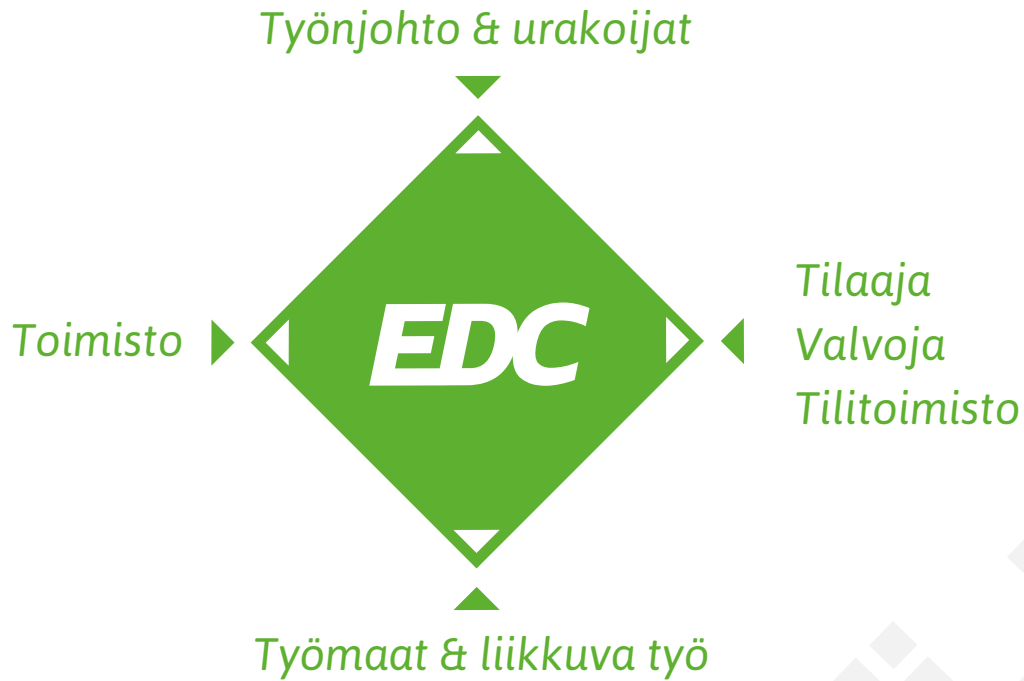 Työnjohto & urakoijat
EDC
Toimisto
Tilaaja
Valvoja
Tilitoimisto
Työmaat & liikkuva työ